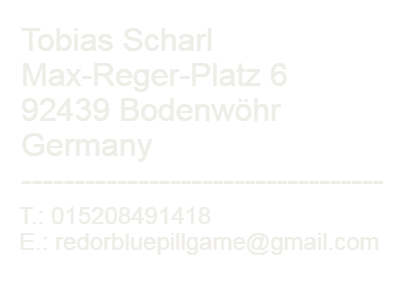 Tobias Scharl
Max-Reger-Platz 6
92439 Bodenwöhr
Germany
----------------------------------
T.: 015208491418
E.: redorbluepillgame@gmail.com